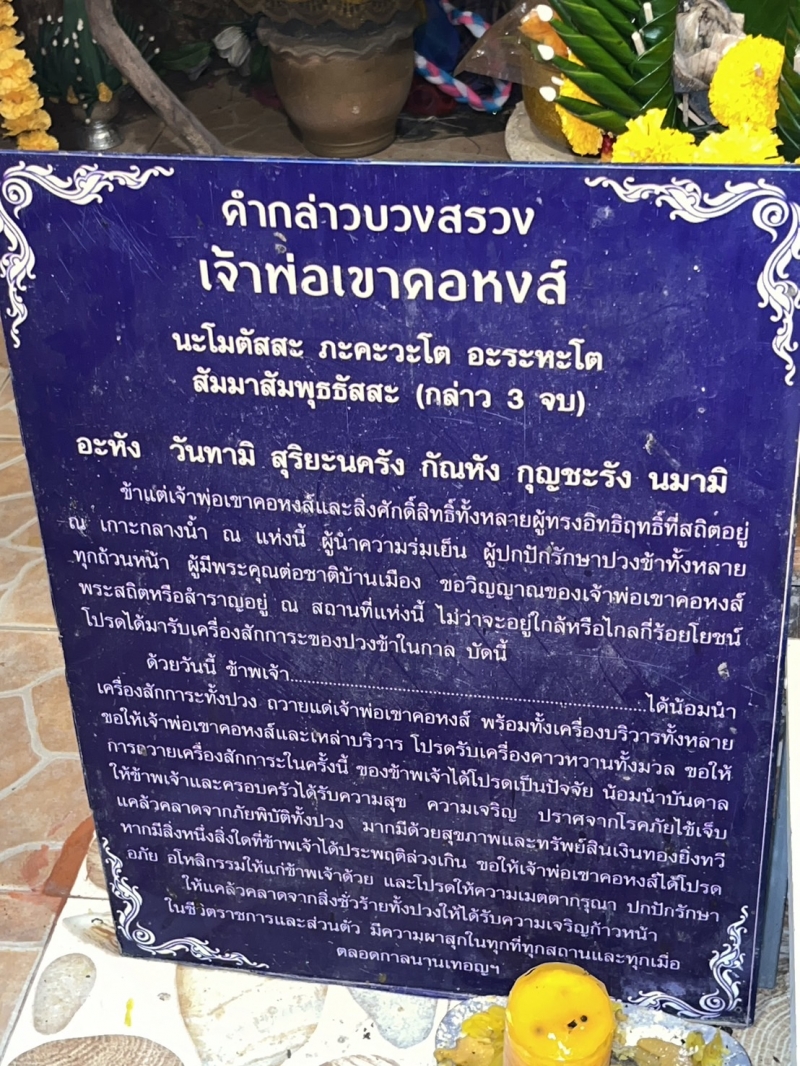 คำกล่าวบวงสรวง
เจ้าพ่อเขาคอหงส์
นะโมตัสสะ ภะคะวะโต อะระหะโต
สัมมาสัมพุธธัสสะ (กล่าว 3 จบ)
อะหัง วันทามิ สุริยะนครัง กัณหัง กุญชะรัง นมามิ
ข้าแต่เจ้าพ่อเขาคอหงส์และสิ่งศักดิ์สิทธิ์ทั้งหลายผู้ทรงอิทธิฤทธิ์ที่สถิตอยู่
ณ เกาะกลางน้ำ ณ แห่งนี้ ผู้นำความร่มเย็น ผู้ปกปักรักษาปวงข้าทั้งหลาย
ทุกถ้วนหน้า ผู้มีพระคุณต่อชาติบ้านเมือง ขอวิญญาณของเจ้าพ่อเขาคอหงส์
พระสถิตหรือสำราญอยู่ ณ สถานที่แห่งนี้ ไม่ว่าจะอยู่ใกล้หรือไกลกี่ร้อยโยชน์
โปรดได้มารับเครื่องสักการะของปวงข้าในกาล บัดนี้
ด้วยวันนี้ ข้าพเจ้า..........................................................................ได้น้อมนำ
เครื่องสักการะทั้งปวง ถวายแด่เจ้าพ่อเขาคอหงส์ พร้อมทั้งเครื่องบริวารทั้งหลาย
ขอให้เจ้าพ่อเขาคอหงส์และเหล่าบริวาร โปรดรับเครื่องคาวหวานทั้งมวล ขอให้
การถวายเครื่องสักการะในครั้งนี้ ของข้าพเจ้าได้โปรดเป็นปัจจัย น้อมนำบันดาล
ให้ข้าพเจ้าและครอบครัวได้รับความสุข ความเจริญ ปราศจากโรคภัยไข้เจ็บ
แคล้วคลาดจากภัยพิบัติทั้งปวง มากมีด้วยสุขภาพและทรัพย์สินเงินทองยิ่งทวี
หากมีสิ่งหนึ่งสิ่งใดที่ข้าพเจ้าได้ประพฤติล่วงเกิน ขอให้เจ้าพ่อเขาคอหงส์ได้โปรด
อภัย อโหสิกรรมให้แก่ข้าพเจ้าด้วย และโปรดให้ความเมตตากรุณา ปกปักรักษา
ให้แคล้วคลาดจากสิ่งชั่วร้ายทั้งปวงให้ได้รับความเจริญก้าวหน้า
ในชีวิตราชการและส่วนตัว มีความผาสุกในทุกที่ทุกสถานและทุกเมื่อ
ตลอดกาลนานเทอญฯ